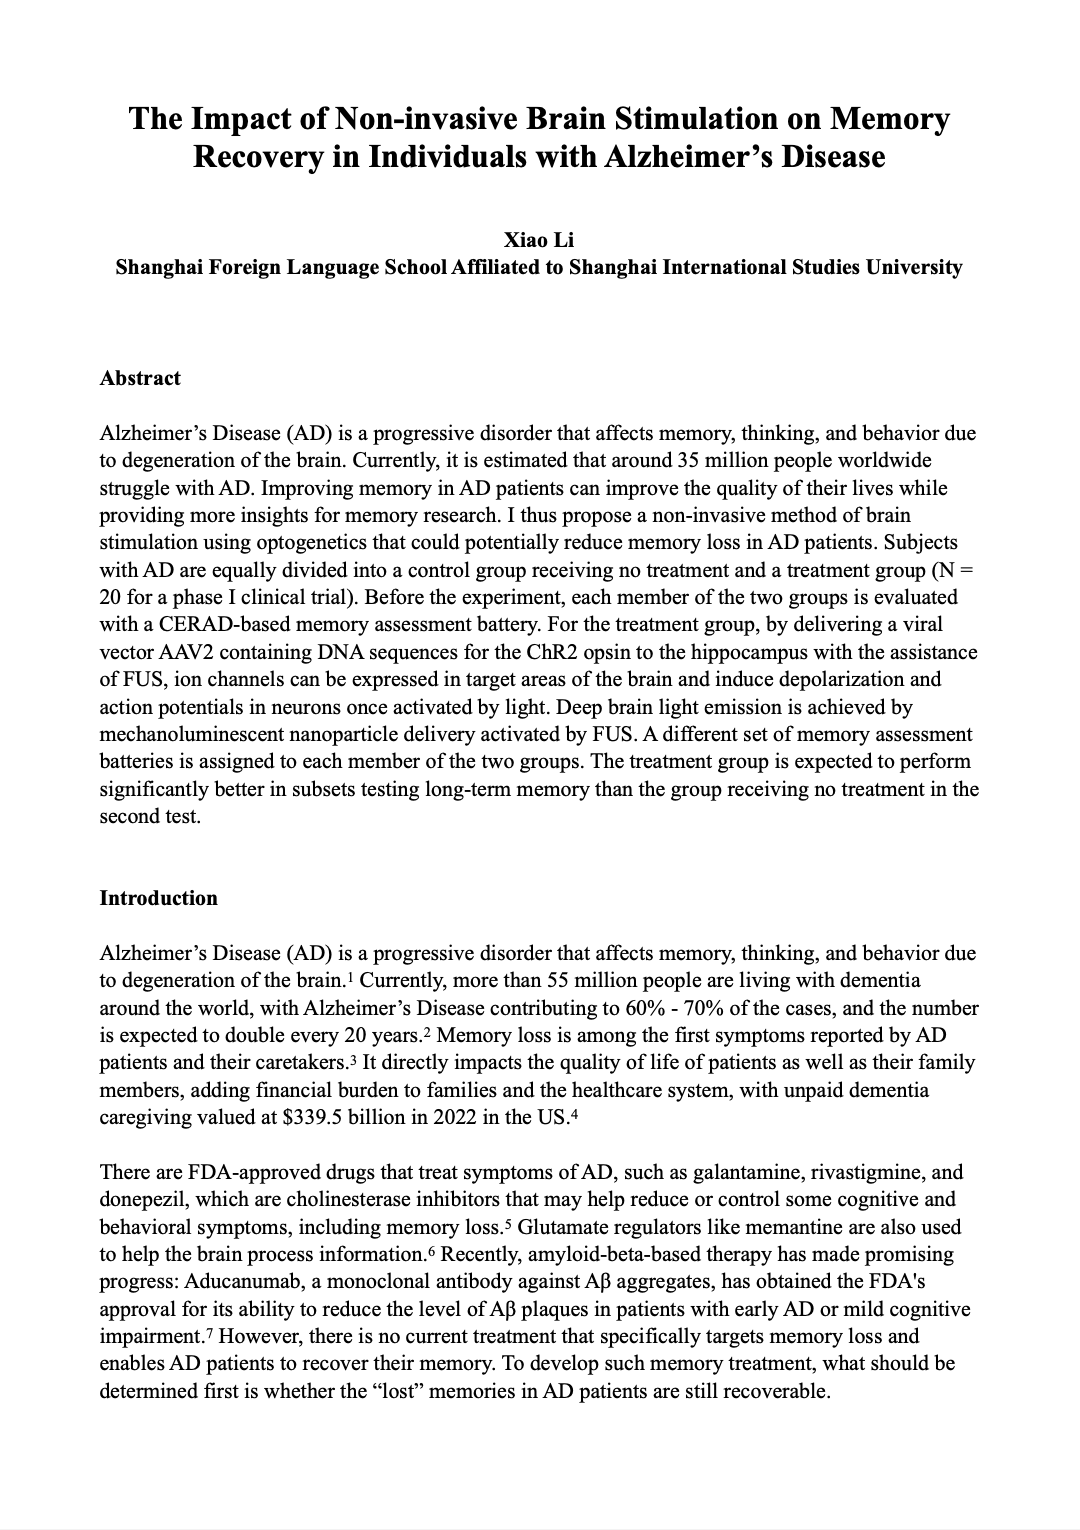 The Impact of Non-invasive Brain Stimulation on Memory
Recovery in Individuals with Alzheimer’s Disease
Xiao Li
Shanghai Foreign Language School Affiliated to Shanghai International Studies University
Abstract
Alzheimer’s Disease (AD) is a progressive disorder that affects memory, thinking, and behavior due
to degeneration of the brain. Currently, it is estimated that around 35 million people worldwide
struggle with AD. Improving memory in AD patients can improve the quality of their lives while
providing more insights for memory research. I thus propose a non-invasive method of brain
stimulation using optogenetics that could potentially reduce memory loss in AD patients. Subjects
with AD are equally divided into a control group receiving no treatment and a treatment group (N =
20 for a phase I clinical trial). Before the experiment, each member of the two groups is evaluated
with a CERAD-based memory assessment battery. For the treatment group, by delivering a viral
vector AAV2 containing DNA sequences for the ChR2 opsin to the hippocampus with the assistance
of FUS, ion channels can be expressed in target areas of the brain and induce depolarization and
action potentials in neurons once activated by light. Deep brain light emission is achieved by
mechanoluminescent nanoparticle delivery activated by FUS. A different set of memory assessment
batteries is assigned to each member of the two groups. The treatment group is expected to perform
significantly better in subsets testing long-term memory than the group receiving no treatment in the
second test.
Introduction
Alzheimer’s Disease (AD) is a progressive disorder that affects memory, thinking, and behavior due
to degeneration of the brain.¹ Currently, more than 55 million people are living with dementia
around the world, with Alzheimer’s Disease contributing to 60% - 70% of the cases, and the number
is expected to double every 20 years.² Memory loss is among the first symptoms reported by AD
patients and their caretakers.³ It directly impacts the quality of life of patients as well as their family
members, adding financial burden to families and the healthcare system, with unpaid dementia
caregiving valued at $339.5 billion in 2022 in the US.⁴
There are FDA-approved drugs that treat symptoms of AD, such as galantamine, rivastigmine, and
donepezil, which are cholinesterase inhibitors that may help reduce or control some cognitive and
behavioral symptoms, including memory loss.⁵ Glutamate regulators like memantine are also used
to help the brain process information.⁶ Recently, amyloid-beta-based therapy has made promising
progress: Aducanumab, a monoclonal antibody against Aβ aggregates, has obtained the FDA's
approval for its ability to reduce the level of Aβ plaques in patients with early AD or mild cognitive
impairment.⁷ However, there is no current treatment that specifically targets memory loss and
enables AD patients to recover their memory. To develop such memory treatment, what should be
determined first is whether the “lost” memories in AD patients are still recoverable.